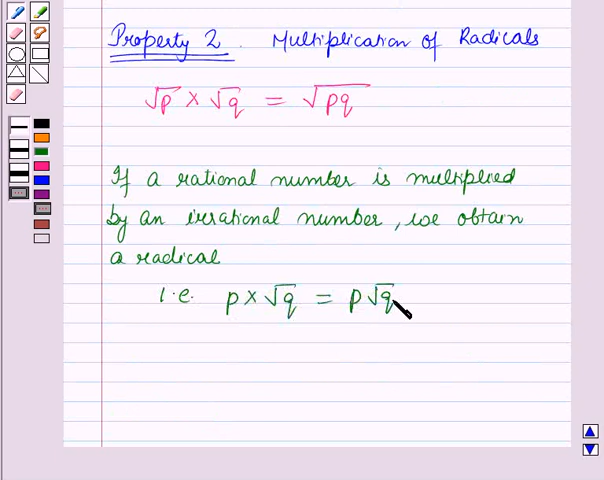 Property 2. Multiplication of Radicals
√p × √q = √pq
If a rational number is multiplied
by an irrational number, we obtain
a radical
i.e. p × √q = p√q